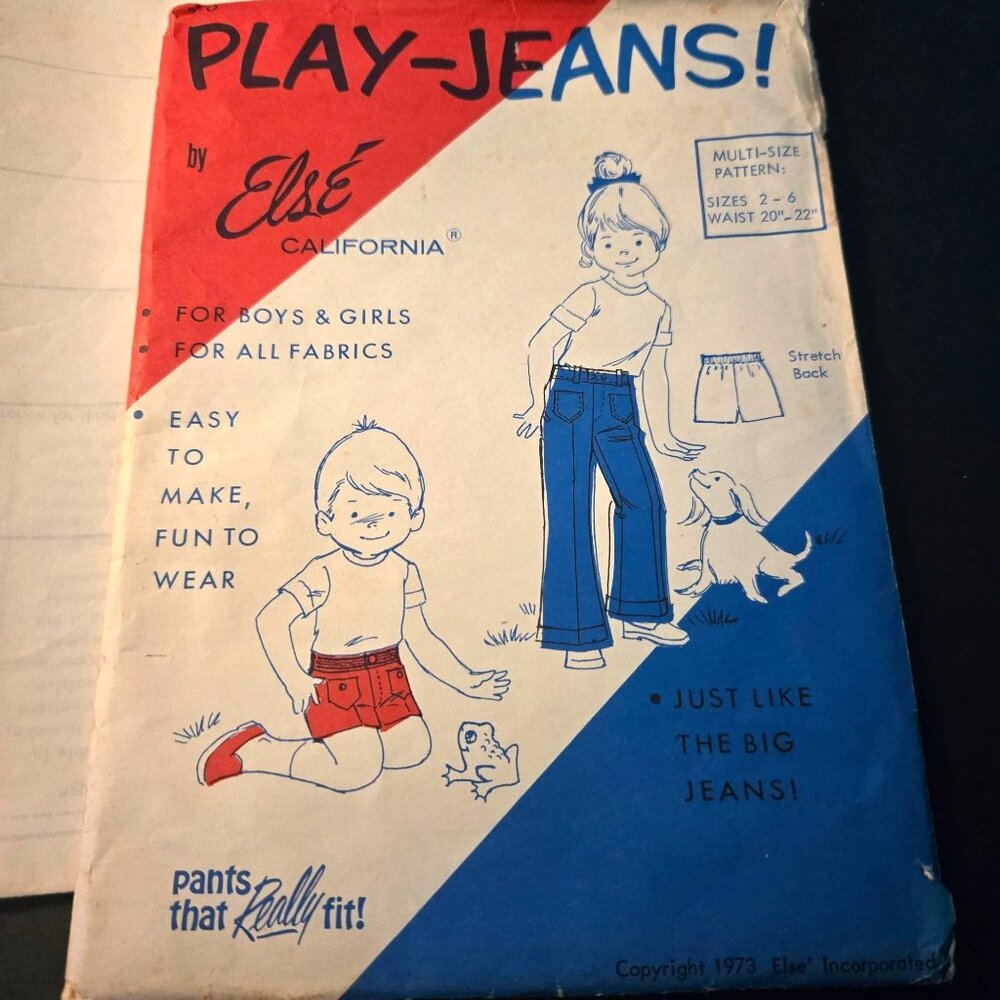 PLAY-JEANS!
by Elsé
CALIFORNIA®
MULTI-SIZE
PATTERN:
SIZES 2 - 6
WAIST 20"-22"
• FOR BOYS & GIRLS
• FOR ALL FABRICS
• EASY
TO
MAKE,
FUN TO
WEAR
Stretch
Back
• JUST LIKE
THE BIG
JEANS!
pants
that Really fit!
Copyright 1973 Else' Incorporated